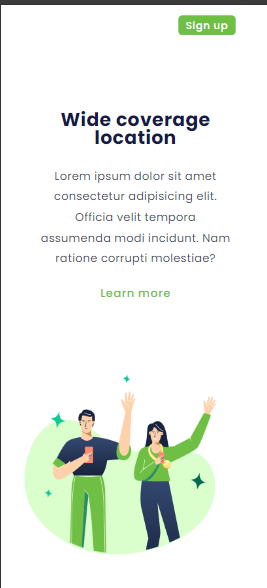 Sign up
Wide coverage
location
Lorem ipsum dolor sit amet
consectetur adipisicing elit.
Officia velit tempora
assumenda modi incidunt. Nam
ratione corrupti molestiae?
Learn more